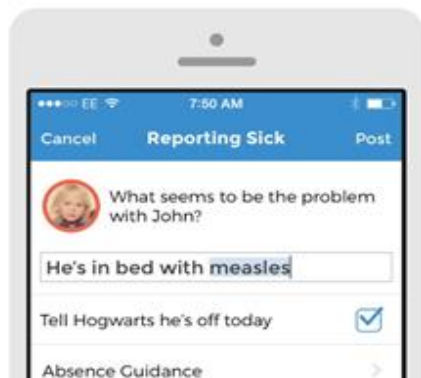 EE 7:50 AM
Cancel Reporting Sick Post
What seems to be the problem
with John?
He's in bed with measles
Tell Hogwarts he's off today
Absence Guidance